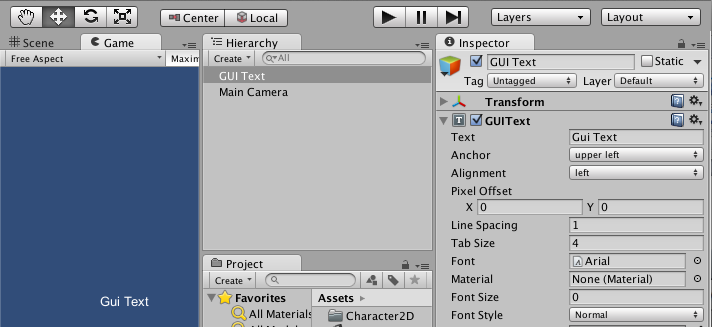 Center Local Layers Layout
Scene Game
Free Aspect Maxim
Gui Text
Hierarchy
Create All
GUI Text
Main Camera
Project
Create
Favorites
All Materials
Assets
Character2D
Inspector
GUI Text Static
Tag Untagged Layer Default
Transform
GUIText
Text Gui Text
Anchor upper left
Alignment left
Pixel Offset
X 0 Y 0
Line Spacing 1
Tab Size 4
Font Arial
Material None (Material)
Font Size 0
Font Style Normal